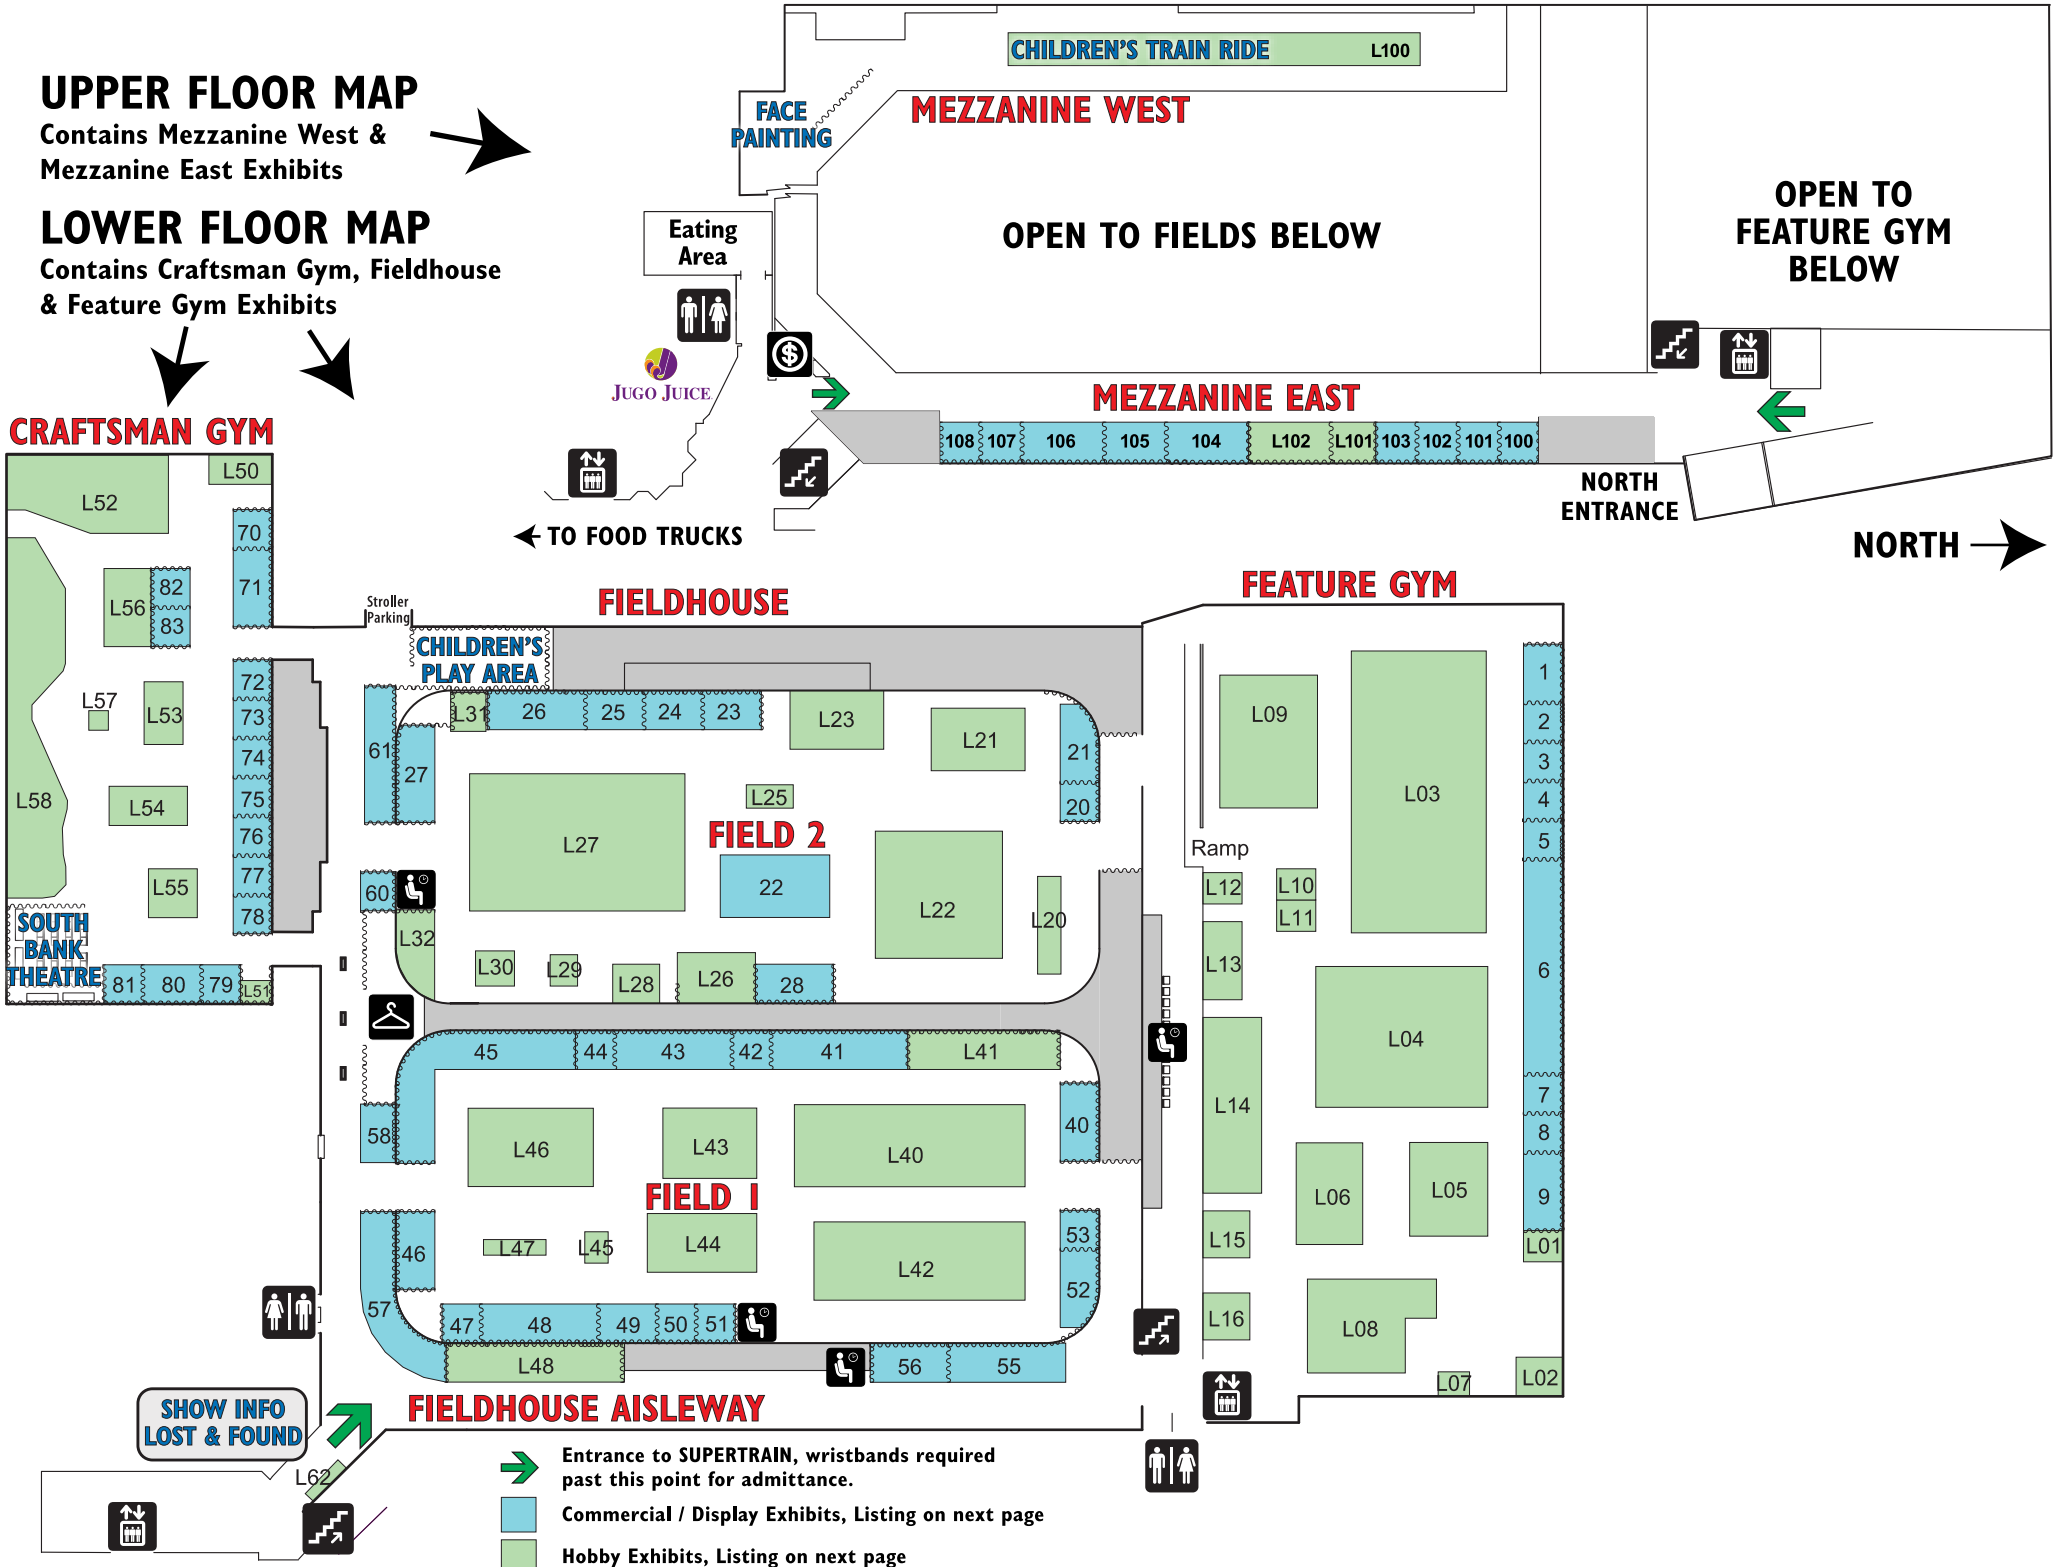 UPPER FLOOR MAP
Contains Mezzanine West &
Mezzanine East Exhibits
LOWER FLOOR MAP
Contains Craftsman Gym, Fieldhouse
& Feature Gym Exhibits
CHILDREN'S TRAIN RIDE L100
MEZZANINE WEST
FACE
PAINTING
Eating
Area
OPEN TO FIELDS BELOW
OPEN TO
FEATURE GYM
BELOW
$
JUGO JUICE
MEZZANINE EAST
108 107 106 105 104 L102 L101 103 102 101 100
NORTH
ENTRANCE
TO FOOD TRUCKS
NORTH
CRAFTSMAN GYM
L50
L52
70
71
82
L56
83
72
L57
L53
73
74
L58
L54
75
76
77
L55
78
SOUTH
BANK
THEATRE
81 80 79 L51
Stroller
Parking
FIELDHOUSE
CHILDREN'S
PLAY AREA
L31 26 25 24 23
L23
L21
21
20
61
27
L25
L27
FIELD 2
22
L22
L20
60
L32
L30
L29
L28
L26
28
45 44 43 42 41 L41
58
40
L46
L43
L40
FIELD 1
53
46
L47
L45
L44
L42
52
57
47 48 49 50 51
L48
56 55
FIELDHOUSE AISLEWAY
FEATURE GYM
1
2
3
4
5
6
7
8
9
L01
L09
L03
Ramp
L12
L10
L11
L13
L04
L14
L06
L05
L15
L16
L08
L07
L02
SHOW INFO
LOST & FOUND
L62
Entrance to SUPERTRAIN, wristbands required
past this point for admittance.
Commercial / Display Exhibits, Listing on next page
Hobby Exhibits, Listing on next page